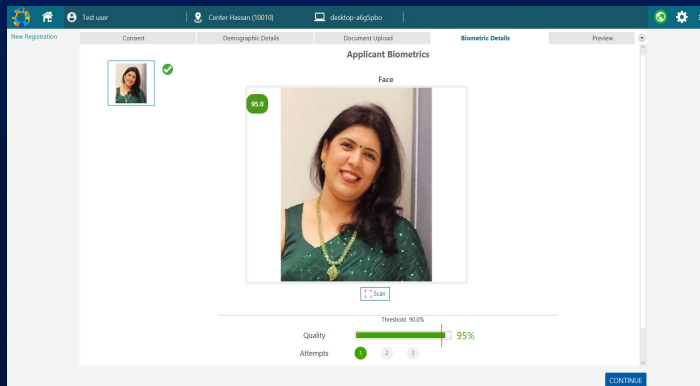 Test user
Center Hassan (10010)
desktop-a6g5pbo
New Registration
Consent
Demographic Details
Document Upload
Biometric Details
Preview
Applicant Biometrics
Face
95.0
Scan
Threshold 90.0%
Quality
95%
Attempts
1 2 3
CONTINUE